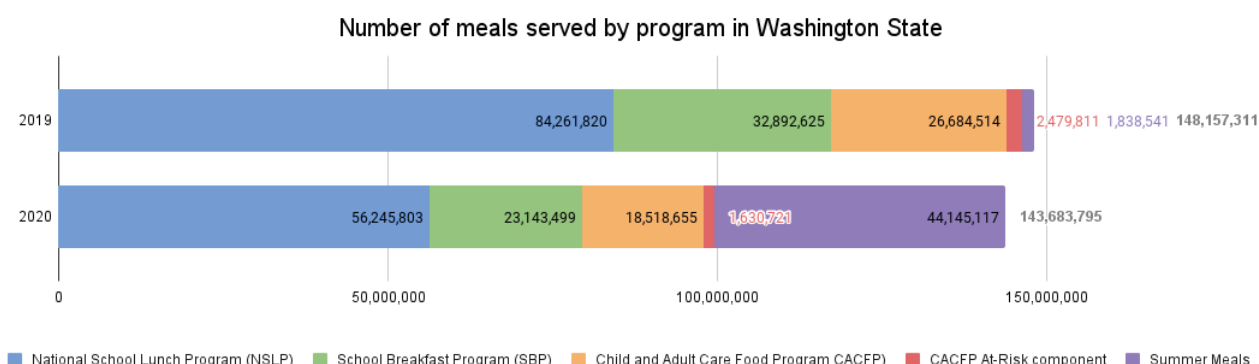 Number of meals served by program in Washington State
2019 84,261,820 32,892,625 26,684,514 2,479,811 1,838,541 148,157,311
2020 56,245,803 23,143,499 18,518,655 1,630,721 44,145,117 143,683,795
0 50,000,000 100,000,000 150,000,000
National School Lunch Program (NSLP) School Breakfast Program (SBP) Child and Adult Care Food Program CACFP) CACFP At-Risk component Summer Meals